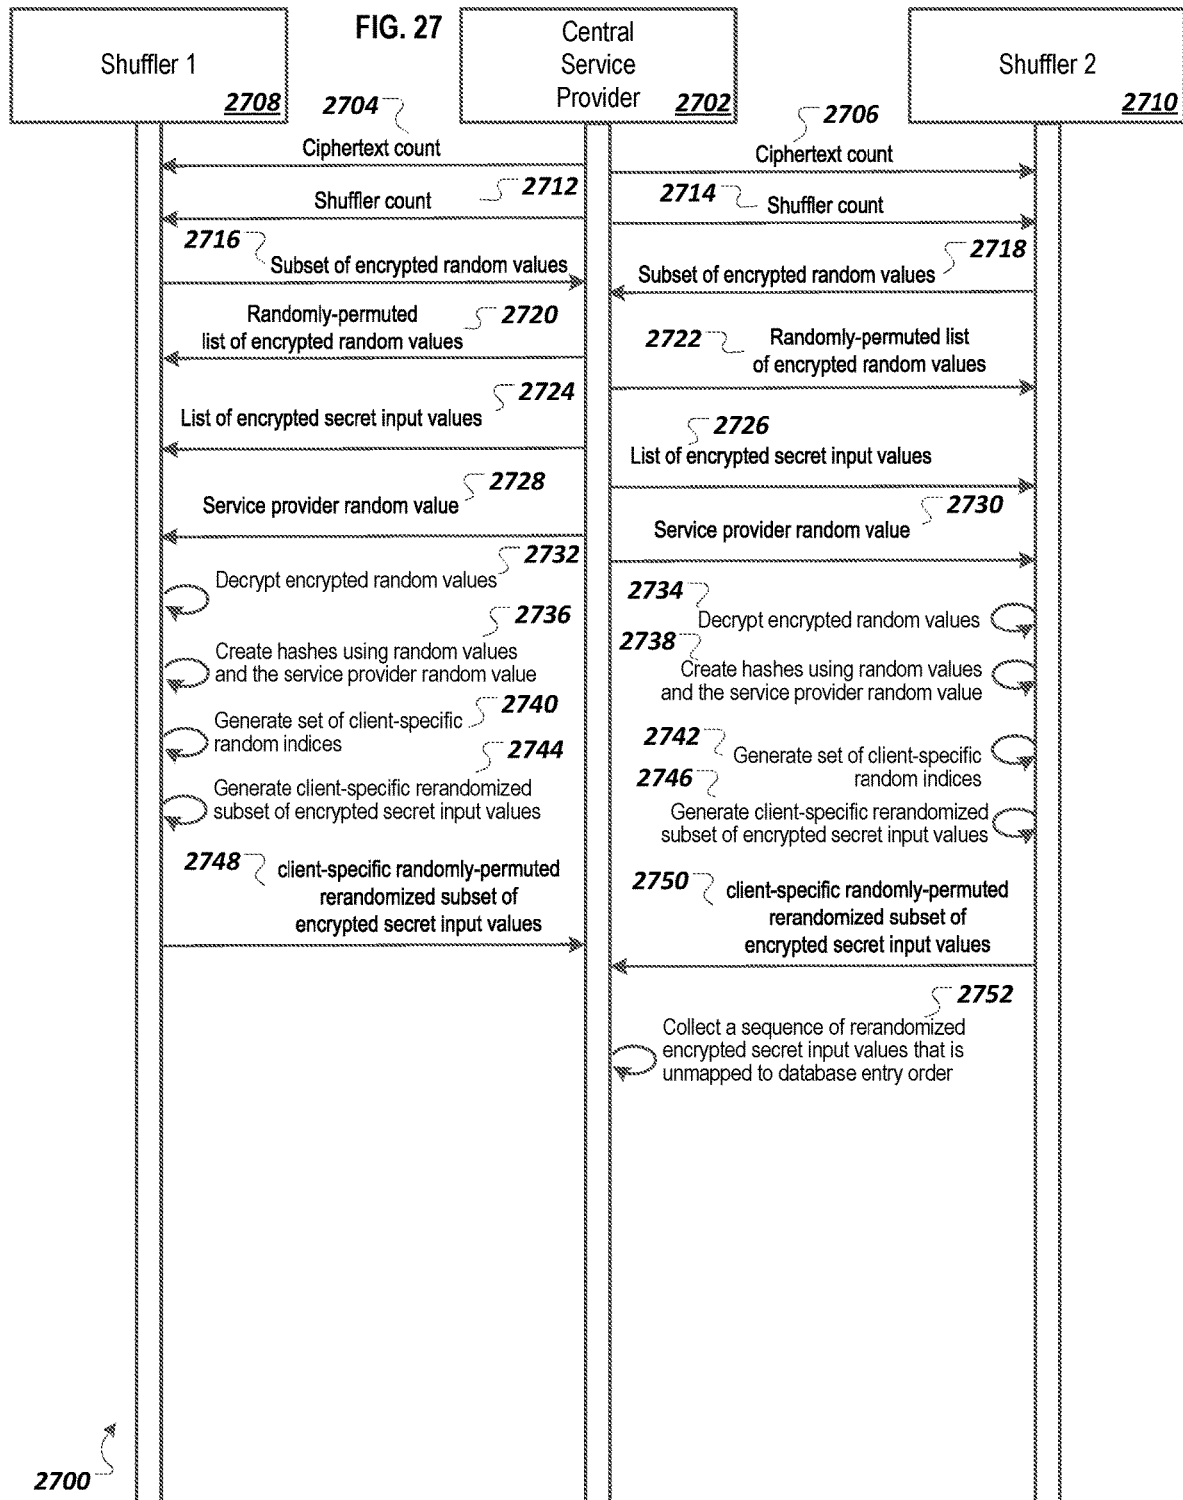 FIG. 27
Shuffler 1
2708
Central
Service
Provider
2702
Shuffler 2
2710
2704
Ciphertext count
2706
Ciphertext count
2712
Shuffler count
2714
Shuffler count
2716
Subset of encrypted random values
2718
Subset of encrypted random values
Randomly-permuted
list of encrypted random values
2720
2722
Randomly-permuted list
of encrypted random values
2724
List of encrypted secret input values
2726
List of encrypted secret input values
2728
Service provider random value
2730
Service provider random value
2732
Decrypt encrypted random values
2734
Decrypt encrypted random values
2736
Create hashes using random values
and the service provider random value
2738
Create hashes using random values
and the service provider random value
2740
Generate set of client-specific
random indices
2742
Generate set of client-specific
random indices
2744
Generate client-specific rerandomized
subset of encrypted secret input values
2746
Generate client-specific rerandomized
subset of encrypted secret input values
2748
client-specific randomly-permuted
rerandomized subset of
encrypted secret input values
2750
client-specific randomly-permuted
rerandomized subset of
encrypted secret input values
2752
Collect a sequence of rerandomized
encrypted secret input values that is
unmapped to database entry order
2700